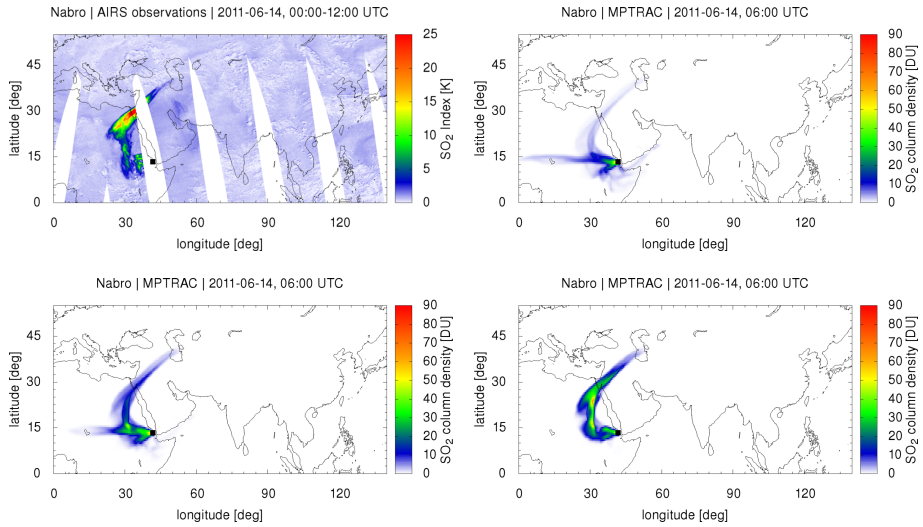 Nabro | AIRS observations | 2011-06-14, 00:00-12:00 UTC
latitude [deg]
45
30
15
0
0 30 60 90 120
longitude [deg]
25
20
15
10
5
0
SO₂ Index [K]
Nabro | MPTRAC | 2011-06-14, 06:00 UTC
latitude [deg]
45
30
15
0
0 30 60 90 120
longitude [deg]
90
80
70
60
50
40
30
20
10
0
SO₂ column density [DU]
Nabro | MPTRAC | 2011-06-14, 06:00 UTC
latitude [deg]
45
30
15
0
0 30 60 90 120
longitude [deg]
90
80
70
60
50
40
30
20
10
0
SO₂ column density [DU]
Nabro | MPTRAC | 2011-06-14, 06:00 UTC
latitude [deg]
45
30
15
0
0 30 60 90 120
longitude [deg]
90
80
70
60
50
40
30
20
10
0
SO₂ column density [DU]